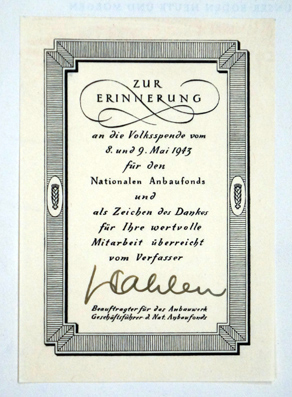 ZUR
ERINNERUNG
an die Volksspende vom
8. und 9. Mai 1943
für den
Nationalen Anbaufonds
und
als Zeichen des Dankes
für Ihre wertvolle
Mitarbeit überreicht
vom Verfasser
Wahlen
Beauftragter für das Anbauwerk
Geschäftsführer d. Nat. Anbaufonds